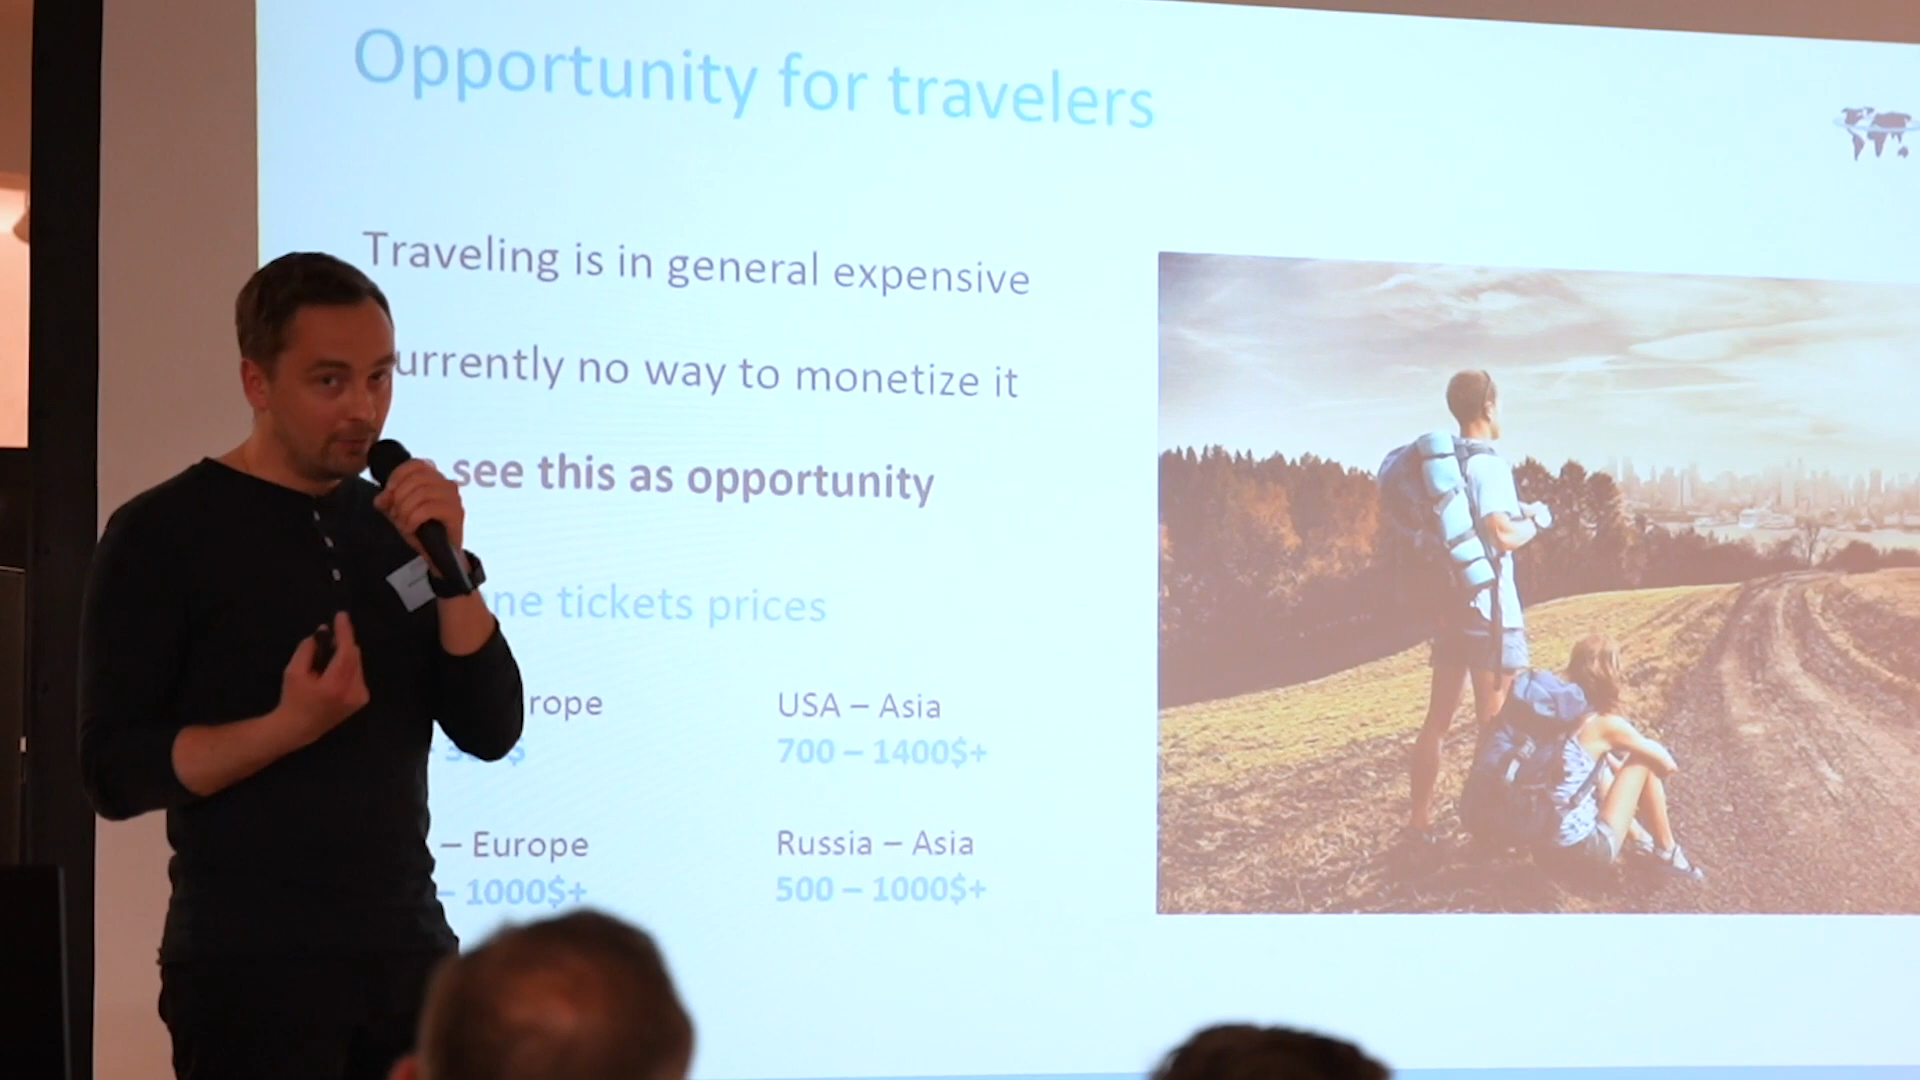 Opportunity for travelers
Traveling is in general expensive
urrently no way to monetize it
see this as opportunity
ne tickets prices
rope
USA – Asia
$
700 – 1400$+
– Europe
Russia – Asia
– 1000$+
500 – 1000$+